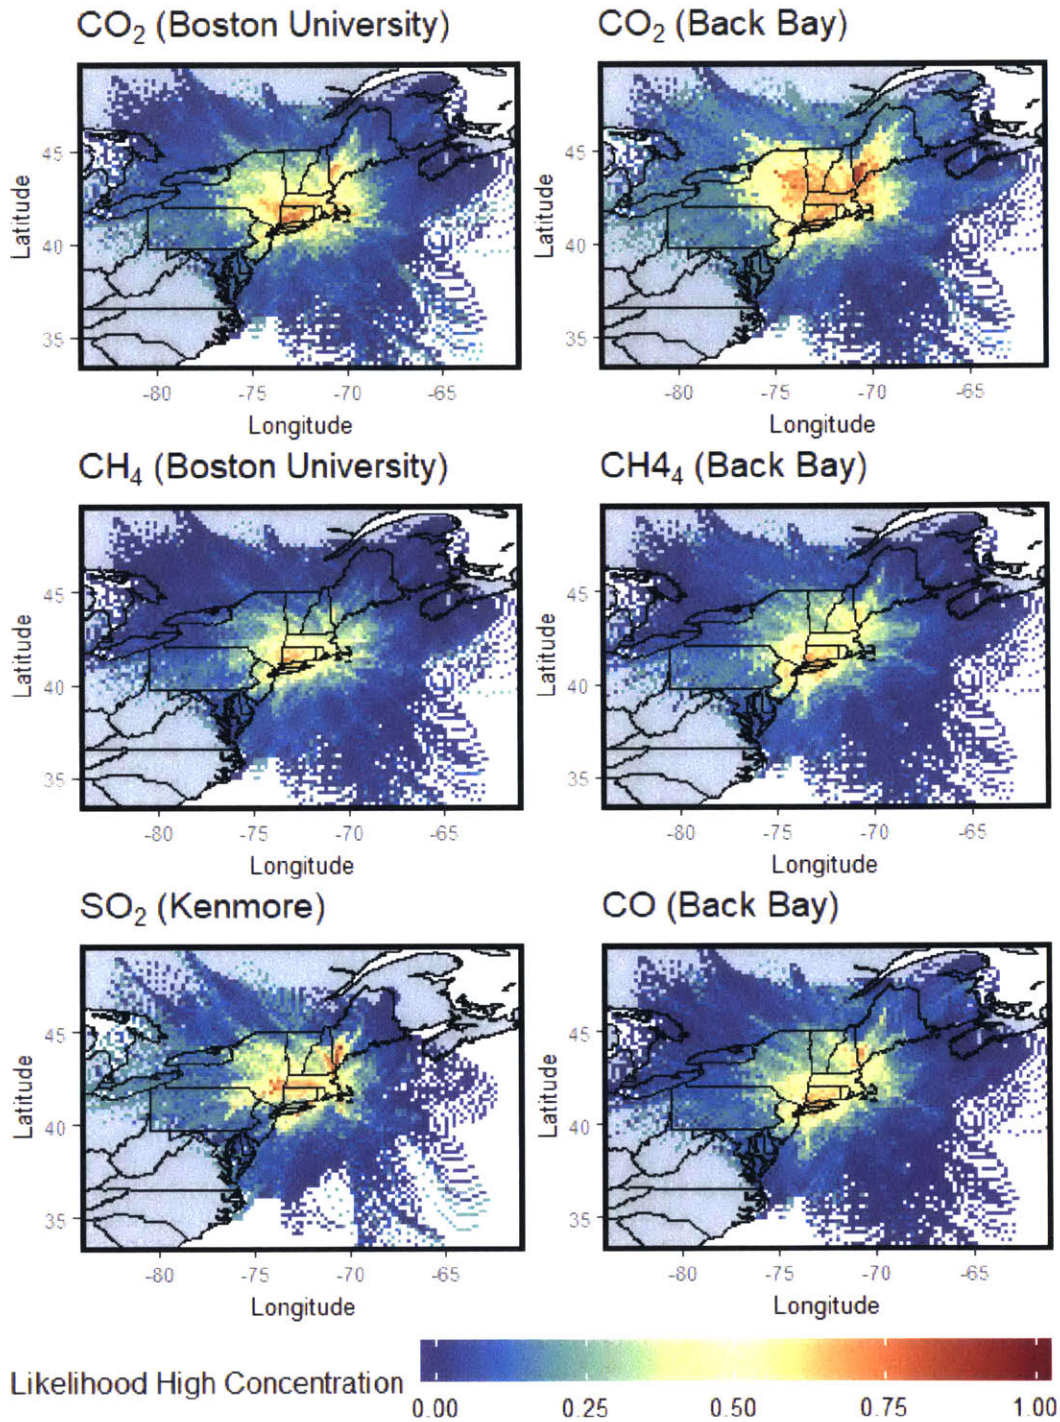 CO₂ (Boston University)
CO₂ (Back Bay)
45
40
35
Latitude
-80 -75 -70 -65
Longitude
45
40
35
Latitude
-80 -75 -70 -65
Longitude
CH₄ (Boston University)
CH4₄ (Back Bay)
45
40
35
Latitude
-80 -75 -70 -65
Longitude
45
40
35
Latitude
-80 -75 -70 -65
Longitude
SO₂ (Kenmore)
CO (Back Bay)
45
40
35
Latitude
-80 -75 -70 -65
Longitude
45
40
35
Latitude
-80 -75 -70 -65
Longitude
Likelihood High Concentration
0.00 0.25 0.50 0.75 1.00